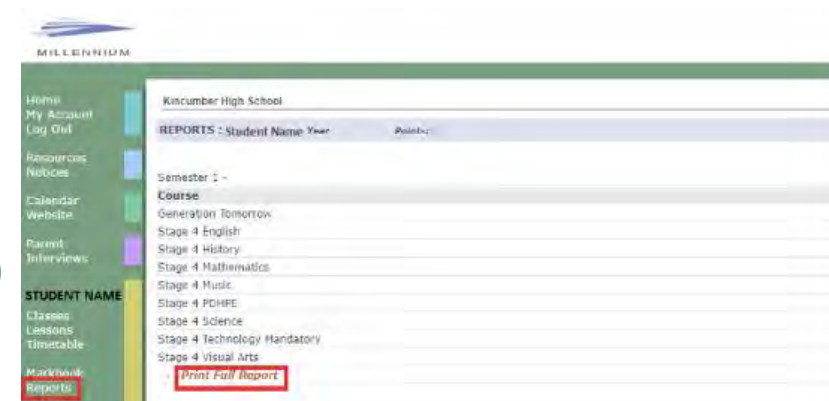 MILLENNIUM
Home
My Account
Log Out
Resources
Notices
Calendar
Website
Parent
Interviews
STUDENT NAME
Classes
Lessons
Timetable
Markbook
Reports
Kincumber High School
REPORTS : Student Name Year Points:
Semester 1 -
Course
Generation Tomorrow
Stage 4 English
Stage 4 History
Stage 4 Mathematics
Stage 4 Music
Stage 4 PDHPE
Stage 4 Science
Stage 4 Technology Mandatory
Stage 4 Visual Arts
Print Full Report